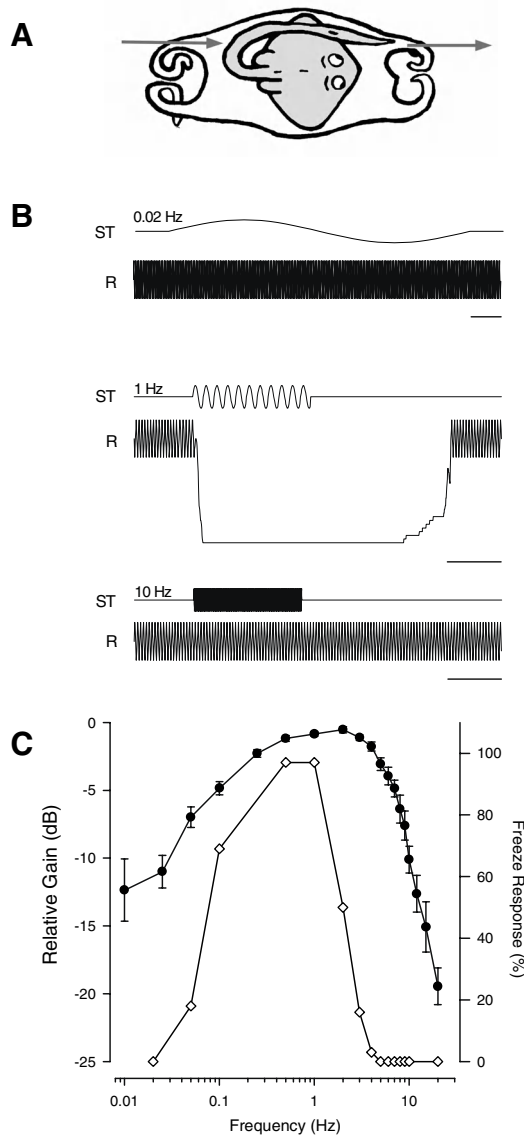 A
B
0.02 Hz
ST
R
1 Hz
ST
R
10 Hz
ST
R
C
0
-5
-10
-15
-20
-25
Relative Gain (dB)
100
80
60
40
20
0
Freeze Response (%)
0.01
0.1
1
10
Frequency (Hz)